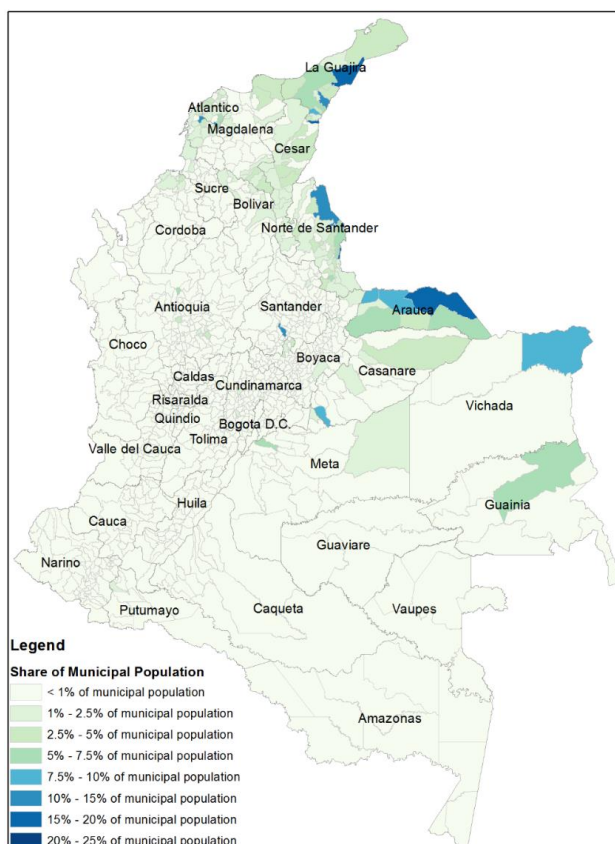 La Guajira
Atlantico
Magdalena
Cesar
Sucre
Bolivar
Norte de Santander
Cordoba
Antioquia
Santander
Arauca
Choco
Boyaca
Casanare
Caldas
Cundinamarca
Risaralda
Vichada
Quindio
Bogota D.C.
Tolima
Valle del Cauca
Meta
Huila
Guainia
Cauca
Guaviare
Narino
Putumayo
Caqueta
Vaupes
Amazonas
Legend
Share of Municipal Population
< 1% of municipal population
1% - 2.5% of municipal population
2.5% - 5% of municipal population
5% - 7.5% of municipal population
7.5% - 10% of municipal population
10% - 15% of municipal population
15% - 20% of municipal population
20% - 25% of municipal population